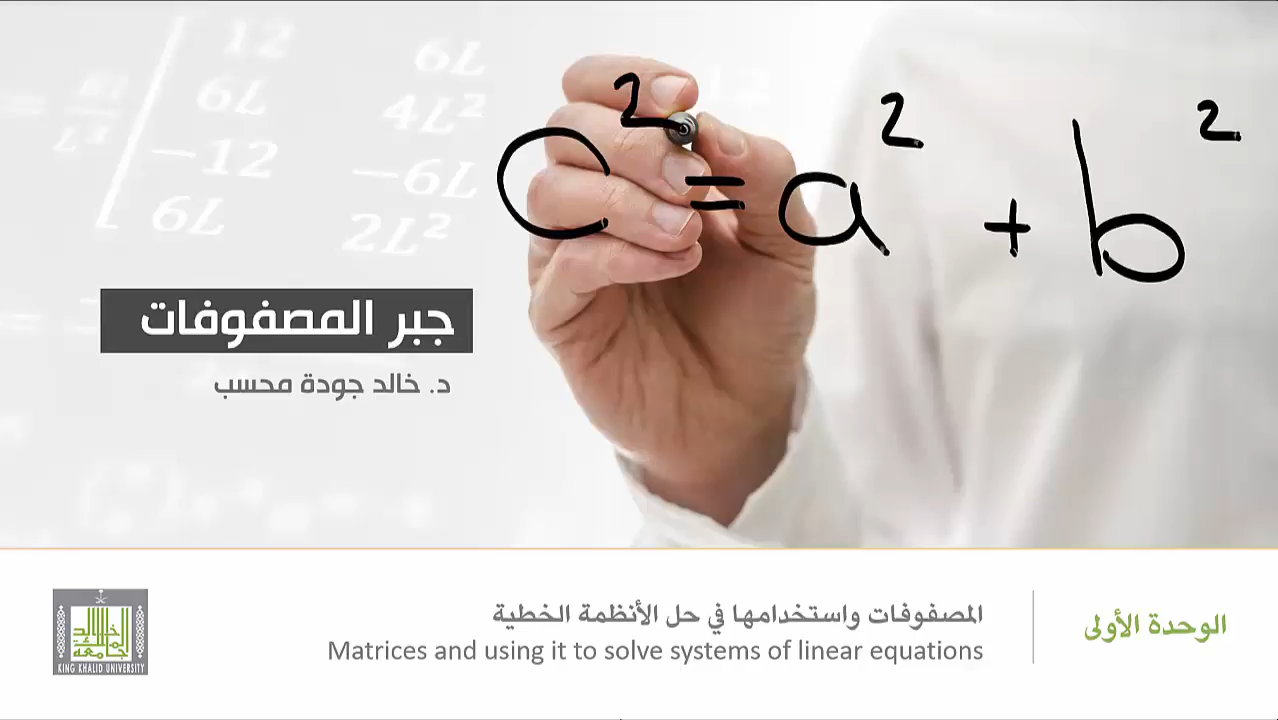 12 6L
6L 4L²
-12 -6L
6L 2L²
c² = a² + b²
جبر المصفوفات
د. خالد جودة محسب
الوحدة الأولى
المصفوفات واستخدامها في حل الأنظمة الخطية
Matrices and using it to solve systems of linear equations
KING KHALID UNIVERSITY